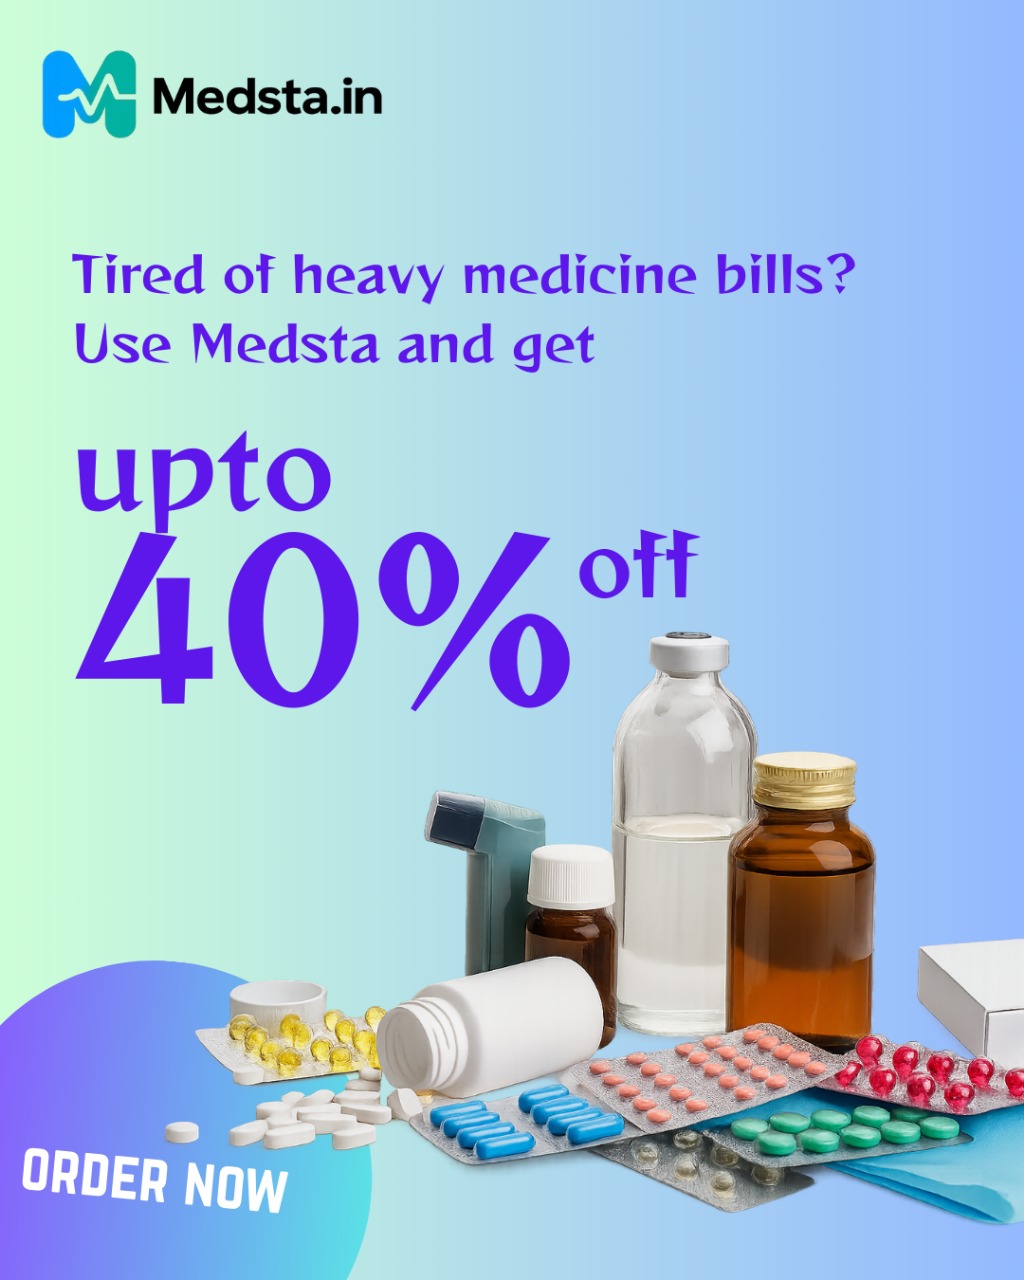 Medsta.in
Tired of heavy medicine bills?
Use Medsta and get
upto
40% off
ORDER NOW